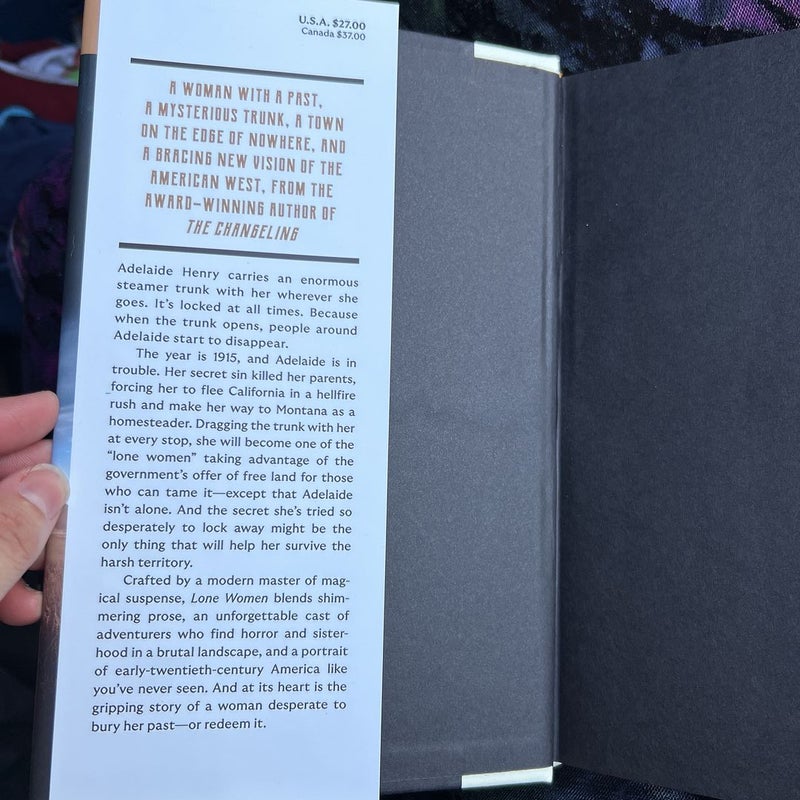 U.S.A. $27.00
Canada $37.00
A WOMAN WITH A PAST,
A MYSTERIOUS TRUNK, A TOWN
ON THE EDGE OF NOWHERE, AND
A BRACING NEW VISION OF THE
AMERICAN WEST, FROM THE
AWARD-WINNING AUTHOR OF
THE CHANGELING
Adelaide Henry carries an enormous
steamer trunk with her wherever she
goes. It's locked at all times. Because
when the trunk opens, people around
Adelaide start to disappear.
The year is 1915, and Adelaide is in
trouble. Her secret sin killed her parents,
forcing her to flee California in a hellfire
rush and make her way to Montana as a
homesteader. Dragging the trunk with her
at every stop, she will become one of the
“lone women” taking advantage of the
government's offer of free land for those
who can tame it—except that Adelaide
isn't alone. And the secret she's tried so
desperately to lock away might be the
only thing that will help her survive the
harsh territory.
Crafted by a modern master of mag-
ical suspense, Lone Women blends shim-
mering prose, an unforgettable cast of
adventurers who find horror and sister-
hood in a brutal landscape, and a portrait
of early-twentieth-century America like
you've never seen. And at its heart is the
gripping story of a woman desperate to
bury her past—or redeem it.